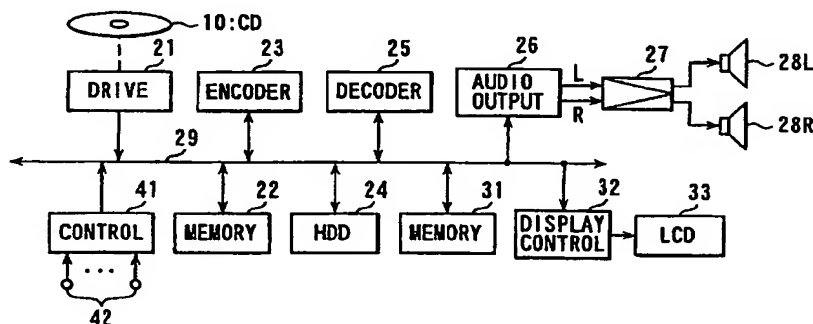 10:CD
21 23 25 26 27 28L
DRIVE ENCODER DECODER AUDIO OUTPUT L R 28R
29
41 22 24 31 32 33
CONTROL MEMORY HDD MEMORY DISPLAY CONTROL LCD
...
42